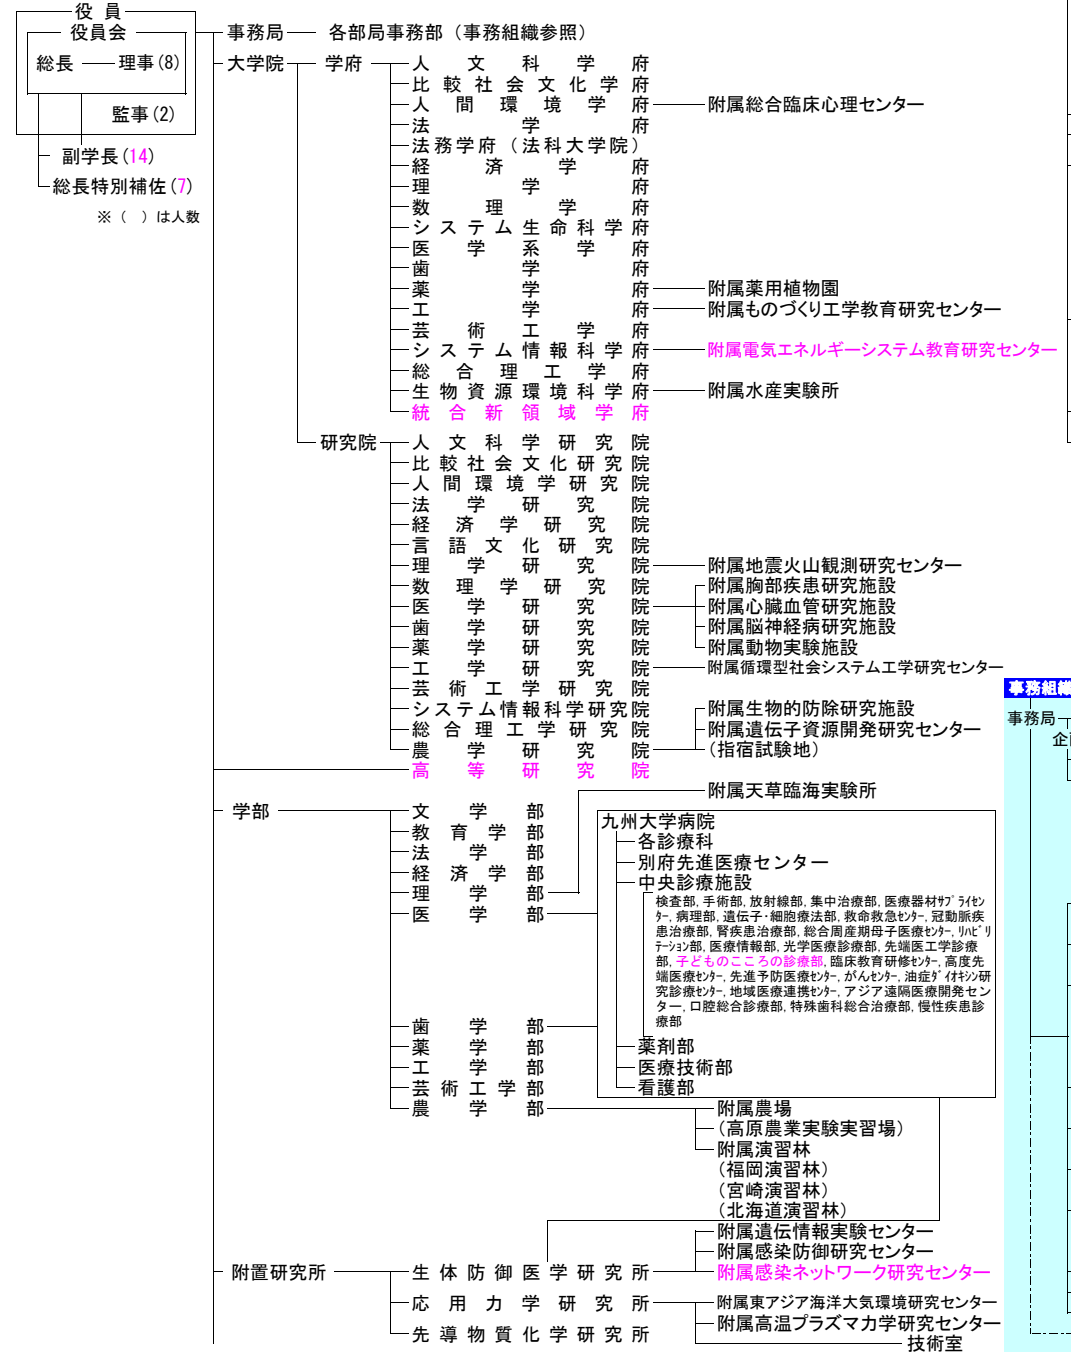 役員
役員会
総長 理事(8)
監事(2)
副学長(14)
総長特別補佐(7)
※（ ）は人数
事務局 各部局事務部（事務組織参照）
大学院 学府 人文科学府
比較社会文化学府
人間環境学府 附属総合臨床心理センター
法学府
法務学府（法科大学院）
経済学府
理学府
数理学府
システム生命科学府
医学系学府
歯学府
薬学府 附属薬用植物園
工学府 附属ものづくり工学教育研究センター
芸術工学府
システム情報科学府 附属電気エネルギーシステム教育研究センター
総合理工学府
生物資源環境科学府 附属水産実験所
統合新領域学府
研究院 人文科学研究院
比較社会文化研究院
人間環境学研究院
法学研究院
経済学研究院
言語文化研究院
理学研究院 附属地震火山観測研究センター
数理学研究院 附属胸部疾患研究施設
医学研究院 附属心臓血管研究施設
歯学研究院 附属脳神経病研究施設
薬学研究院 附属動物実験施設
工学研究院 附属循環型社会システム工学研究センター
芸術工学研究院
システム情報科学研究院 附属生物的防除研究施設
総合理工学研究院 附属遺伝子資源開発研究センター
農学研究院 （指宿試験地）
高等研究院
附属天草臨海実験所
学部 文学部
教育学部
法学部
経済学部
理学部
医学部
九州大学病院
各診療科
別府先進医療センター
中央診療施設
検査部, 手術部, 放射線部, 集中治療部, 医療器材ｻﾌﾟﾗｲｾﾝ
ﾀｰ, 病理部, 遺伝子・細胞療法部, 救命救急ｾﾝﾀｰ, 冠動脈疾
患治療部, 腎疾患治療部, 総合周産期母子医療ｾﾝﾀｰ, ﾘﾊﾋﾞﾘ
ﾃｰｼｮﾝ部, 医療情報部, 光学医療診療部, 先端医工学診療
部, 子どものこころの診療部, 臨床教育研修ｾﾝﾀｰ, 高度先
端医療ｾﾝﾀｰ, 先進予防医療ｾﾝﾀｰ, がんｾﾝﾀｰ, 油症ﾀﾞｲｵｷｼﾝ研
究診療ｾﾝﾀｰ, 地域医療連携ｾﾝﾀｰ, アジア遠隔医療開発セン
ター, 口腔総合診療部, 特殊歯科総合治療部, 慢性疾患診
療部
薬剤部
医療技術部
看護部
歯学部
薬学部
工学部
芸術工学部
農学部 附属農場
（高原農業実験実習場）
附属演習林
（福岡演習林）
（宮崎演習林）
（北海道演習林）
附属遺伝情報実験センター
附属感染防御研究センター
附置研究所 生体防御医学研究所 附属感染ネットワーク研究センター
応用力学研究所 附属東アジア海洋大気環境研究センター
附属高温プラズマ力学研究センター
先導物質化学研究所 技術室
事務組織
事務局
企